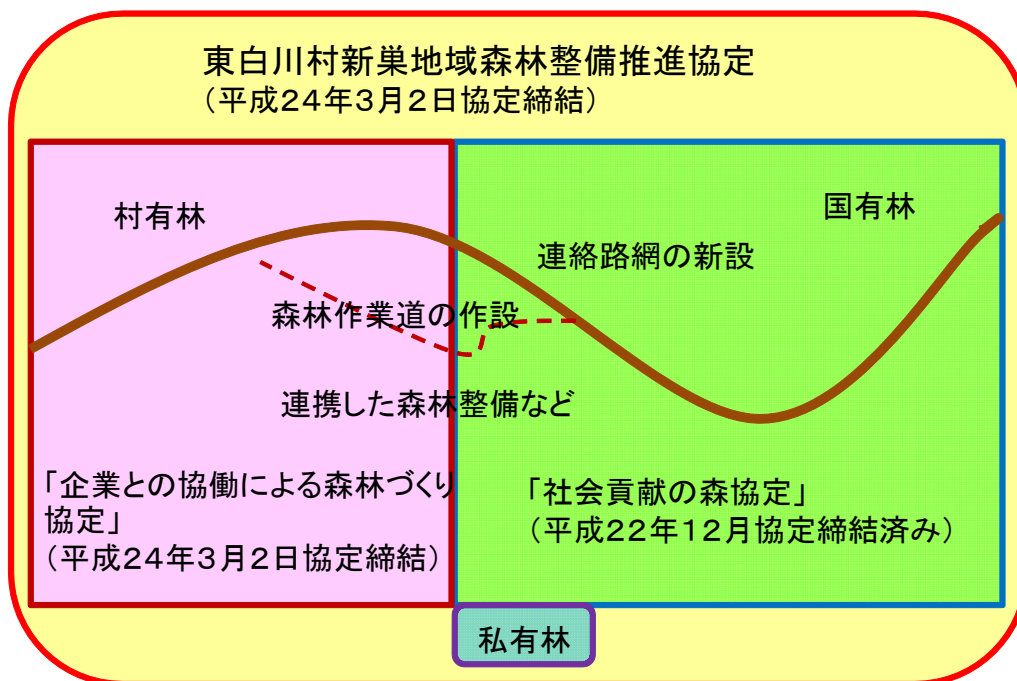 東白川村新巣地域森林整備推進協定
（平成２４年３月２日協定締結）
村有林
国有林
連絡路網の新設
森林作業道の作設
連携した森林整備など
「企業との協働による森林づくり
協定」
（平成２４年３月２日協定締結）
「社会貢献の森協定」
（平成２２年１２月協定締結済み）
私有林